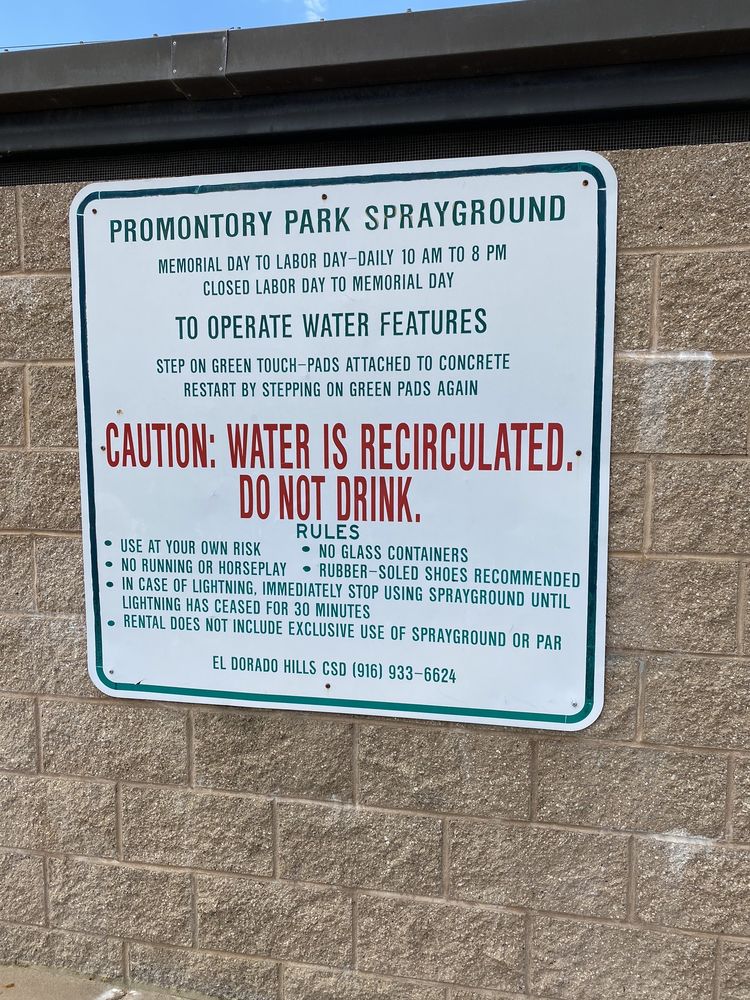 PROMONTORY PARK SPRAYGROUND
MEMORIAL DAY TO LABOR DAY-DAILY 10 AM TO 8 PM
CLOSED LABOR DAY TO MEMORIAL DAY
TO OPERATE WATER FEATURES
STEP ON GREEN TOUCH-PADS ATTACHED TO CONCRETE
RESTART BY STEPPING ON GREEN PADS AGAIN
CAUTION: WATER IS RECIRCULATED.
DO NOT DRINK.
RULES
• USE AT YOUR OWN RISK • NO GLASS CONTAINERS
• NO RUNNING OR HORSEPLAY • RUBBER-SOLED SHOES RECOMMENDED
• IN CASE OF LIGHTNING, IMMEDIATELY STOP USING SPRAYGROUND UNTIL
LIGHTNING HAS CEASED FOR 30 MINUTES
• RENTAL DOES NOT INCLUDE EXCLUSIVE USE OF SPRAYGROUND OR PAR
EL DORADO HILLS CSD (916) 933-6624